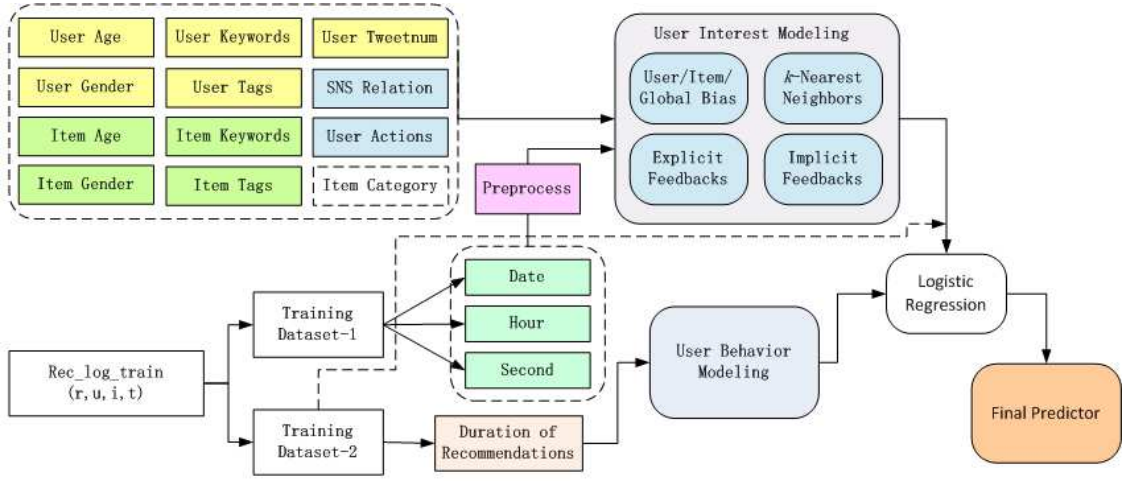 User Age
User Keywords
User Tweetnum
User Gender
User Tags
SNS Relation
Item Age
Item Keywords
User Actions
Item Gender
Item Tags
Item Category
User Interest Modeling
User/Item/
Global Bias
k-Nearest
Neighbors
Explicit
Feedbacks
Implicit
Feedbacks
Preprocess
Date
Hour
Second
Training
Dataset-1
Rec_log_train
(r,u,i,t)
Training
Dataset-2
Duration of
Recommendations
User Behavior
Modeling
Logistic
Regression
Final Predictor